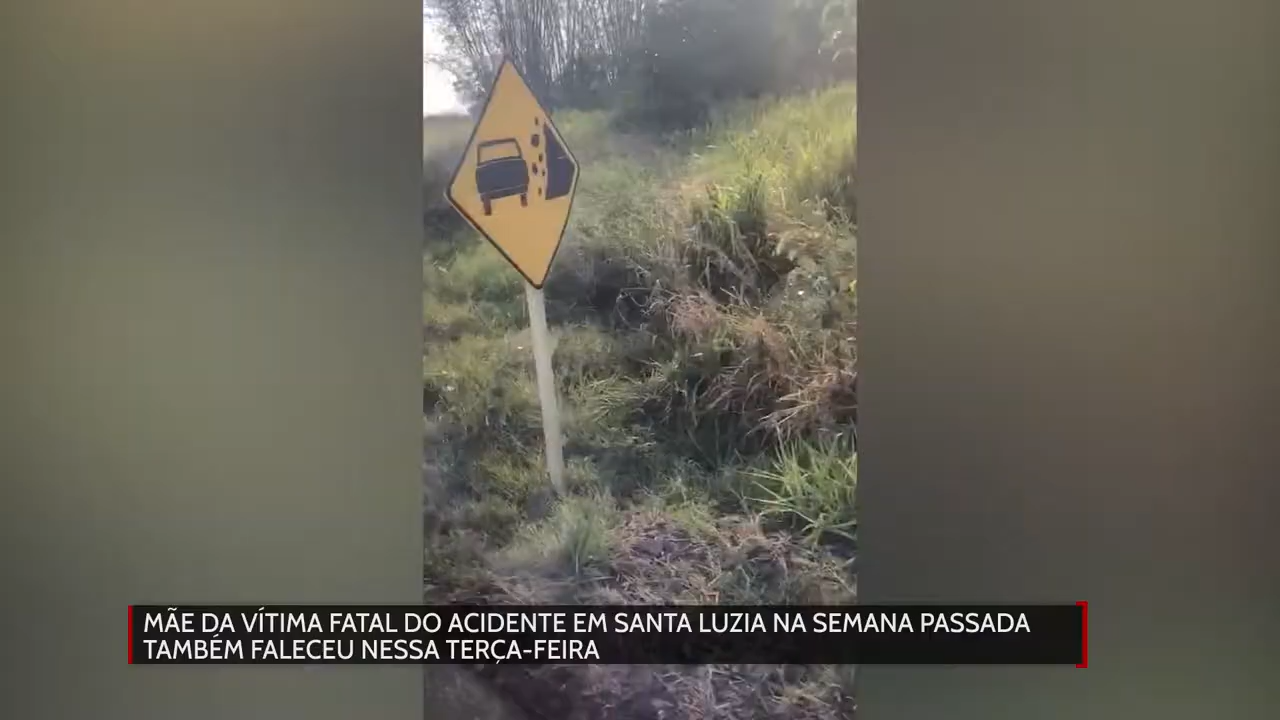 MÃE DA VÍTIMA FATAL DO ACIDENTE EM SANTA LUZIA NA SEMANA PASSADA
TAMBÉM FALECEU NESSA TERÇA-FEIRA